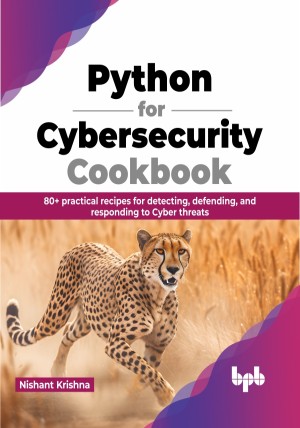 Python
for
Cybersecurity
Cookbook
80+ practical recipes for detecting, defending, and
responding to Cyber threats
Nishant Krishna
bpb